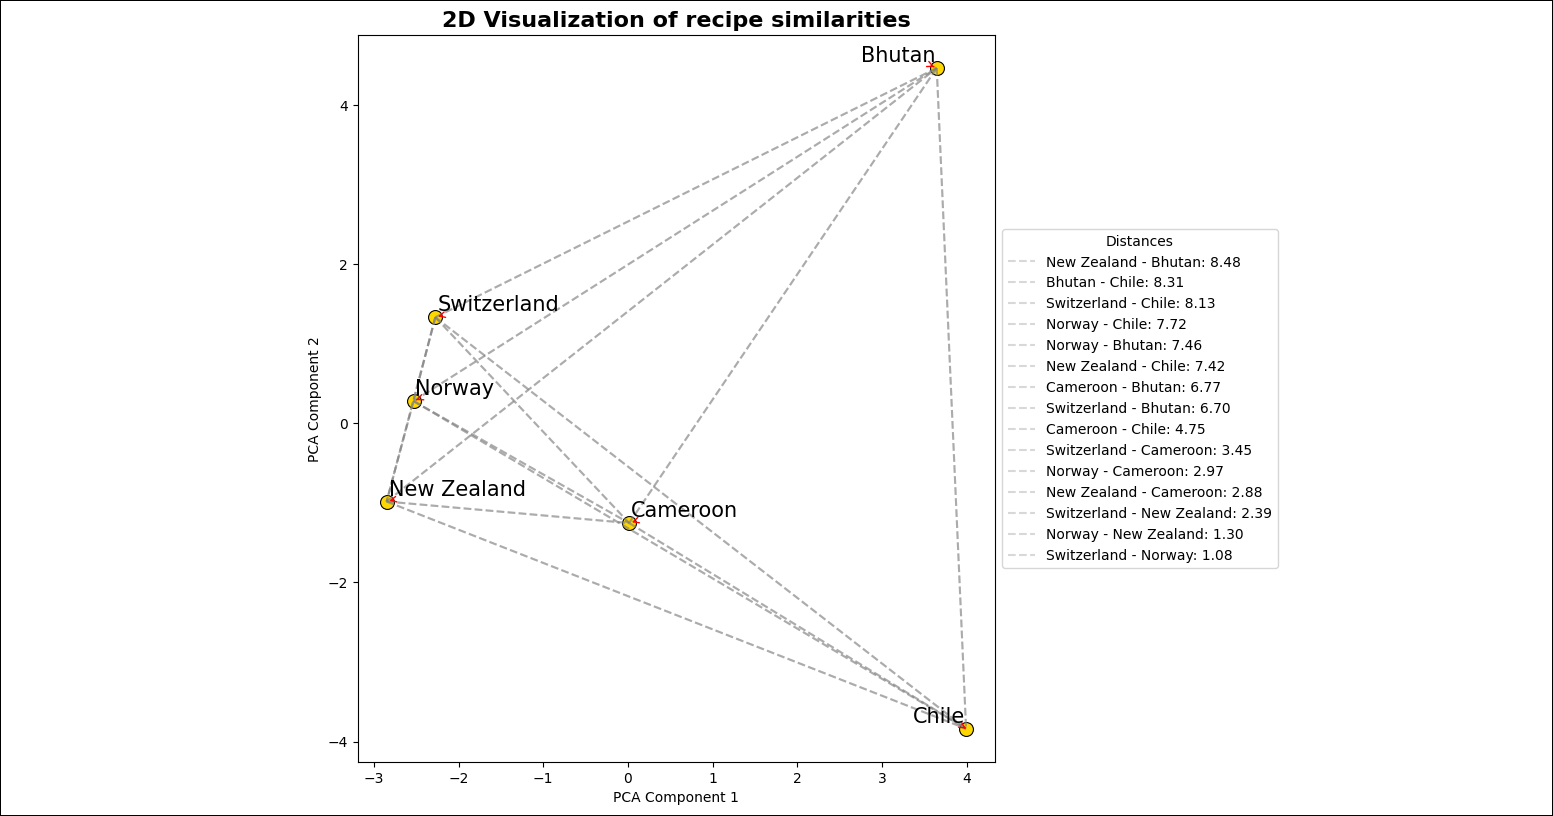 2D Visualization of recipe similarities
Bhutan
4
2
Switzerland
Norway
0
New Zealand
Cameroon
−2
Chile
−4
PCA Component 2
−3
−2
−1
0
1
2
3
4
PCA Component 1
Distances
New Zealand - Bhutan: 8.48
Bhutan - Chile: 8.31
Switzerland - Chile: 8.13
Norway - Chile: 7.72
Norway - Bhutan: 7.46
New Zealand - Chile: 7.42
Cameroon - Bhutan: 6.77
Switzerland - Bhutan: 6.70
Cameroon - Chile: 4.75
Switzerland - Cameroon: 3.45
Norway - Cameroon: 2.97
New Zealand - Cameroon: 2.88
Switzerland - New Zealand: 2.39
Norway - New Zealand: 1.30
Switzerland - Norway: 1.08